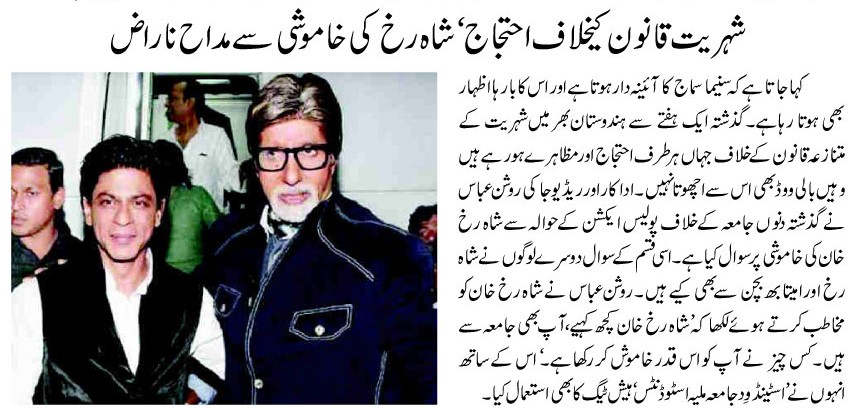 شہریت قانون کیخلاف احتجاج‘ شاہ رخ کی خاموشی سے مداح ناراض
کہا جاتا ہے کہ سنیما سماج کا آئینہ دار ہوتا ہے اور اس کا بار ہا اظہار
بھی ہوتا رہا ہے۔ گذشتہ ایک ہفتے سے ہندوستان بھر میں شہریت کے
متنازعہ قانون کے خلاف جہاں ہر طرف احتجاج اور مظاہرے ہو رہے ہیں
وہیں بالی ووڈ بھی اس سے اچھوتا نہیں۔ اداکار اور ریڈیو جاکی روشن عباس
نے گذشتہ دنوں جامعہ کے خلاف پولیس ایکشن کے حوالہ سے شاہ رخ
خان کی خاموشی پر سوال کیا ہے۔ اسی قسم کے سوال دوسرے لوگوں نے شاہ
رخ اور امیتابھ بچن سے بھی کیے ہیں۔ روشن عباس نے شاہ رخ خان کو
مخاطب کرتے ہوئے لکھا کہ ’شاہ رخ خان کچھ کہیے، آپ بھی جامعہ سے
ہیں۔ کس چیز نے آپ کو اس قدر خاموش کر رکھا ہے۔‘ اس کے ساتھ
انہوں نے ’اسٹینڈ ود جامعہ ملیہ اسٹوڈنٹس‘ ہیش ٹیگ کا بھی استعمال کیا۔